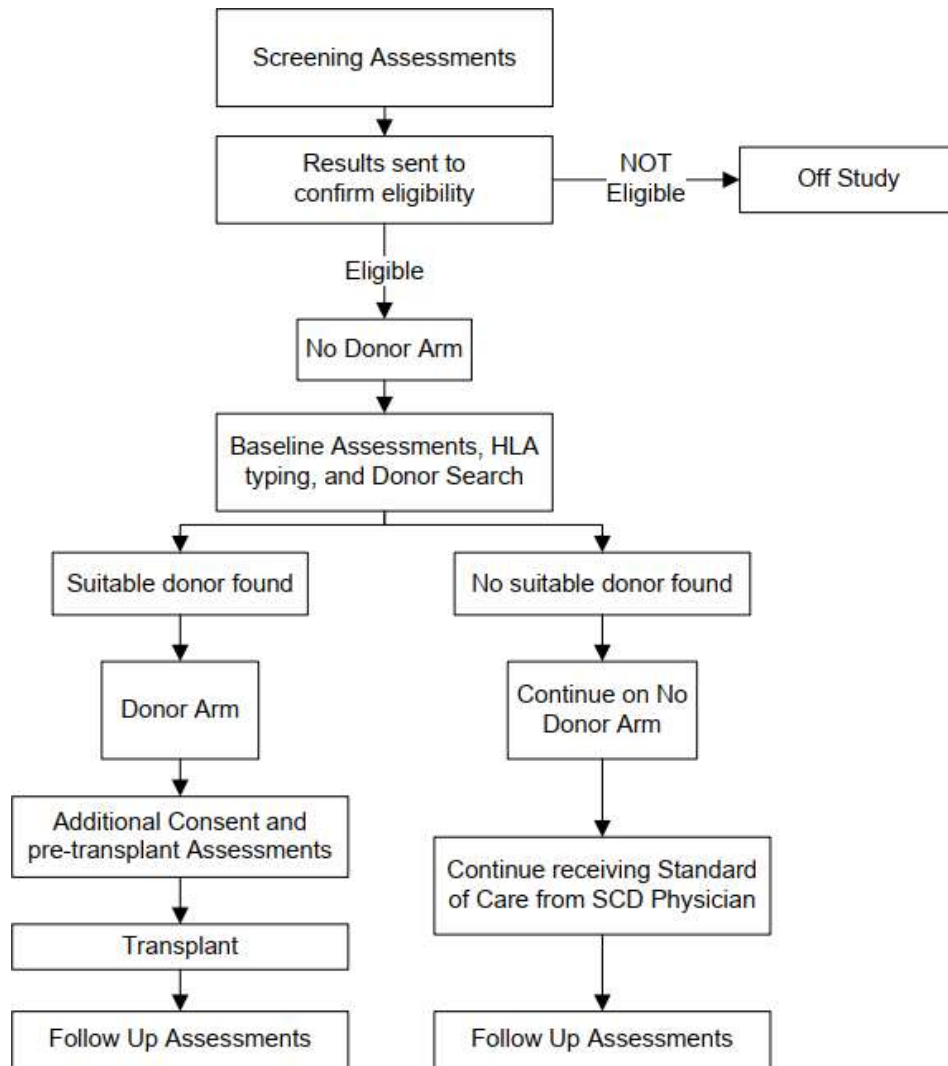 Screening Assessments
Results sent to
confirm eligibility
NOT
Eligible
Off Study
Eligible
No Donor Arm
Baseline Assessments, HLA
typing, and Donor Search
Suitable donor found
No suitable donor found
Donor Arm
Continue on No
Donor Arm
Additional Consent and
pre-transplant Assessments
Continue receiving Standard
of Care from SCD Physician
Transplant
Follow Up Assessments
Follow Up Assessments